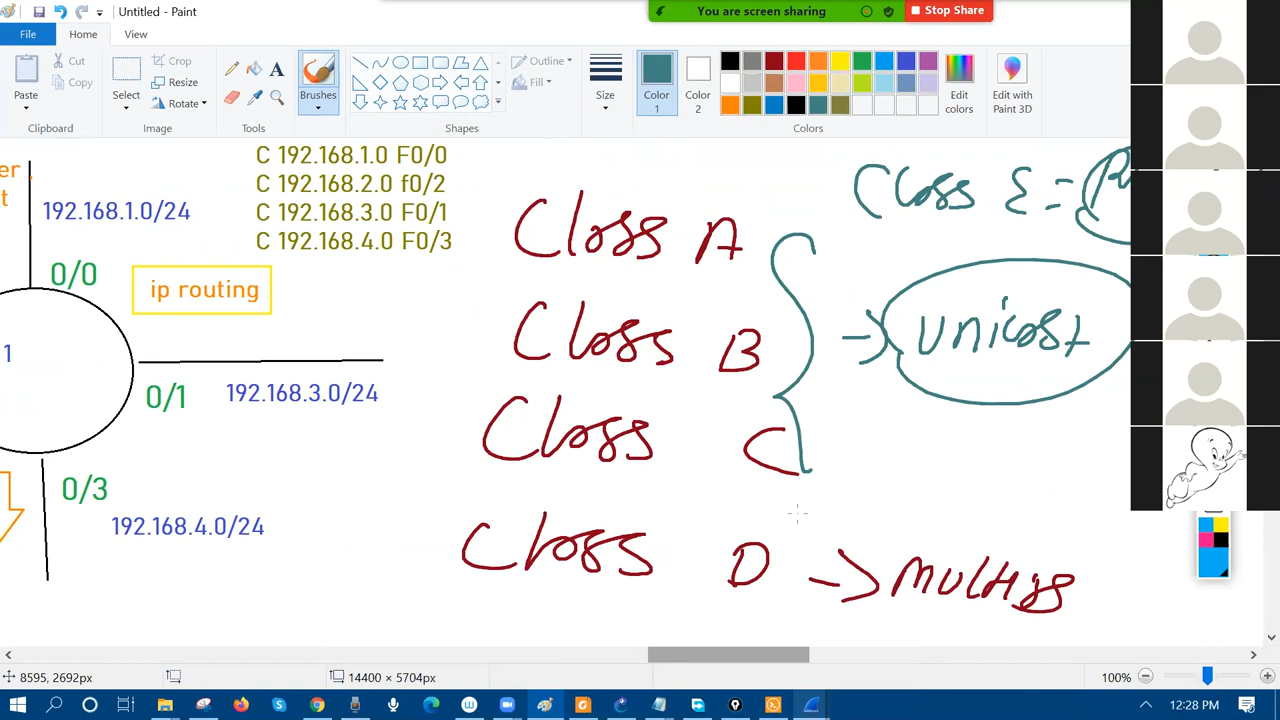 Untitled - Paint
You are screen sharing
Stop Share
File
Home
View
Paste
Cut
Copy
Clipboard
Select
Crop
Resize
Rotate
Image
Tools
Brushes
Shapes
Outline
Fill
Size
Color
1
Color
2
Edit
colors
Edit with
Paint 3D
Colors
er ,
t
192.168.1.0/24
0/0
C 192.168.1.0 F0/0
C 192.168.2.0 f0/2
C 192.168.3.0 F0/1
C 192.168.4.0 F0/3
ip routing
1
0/1
192.168.3.0/24
0/3
192.168.4.0/24
Class A
Class B
Class C
Class D ->
Class E =
-> unicast
8595, 2692px
14400 × 5704px
100%
12:28 PM